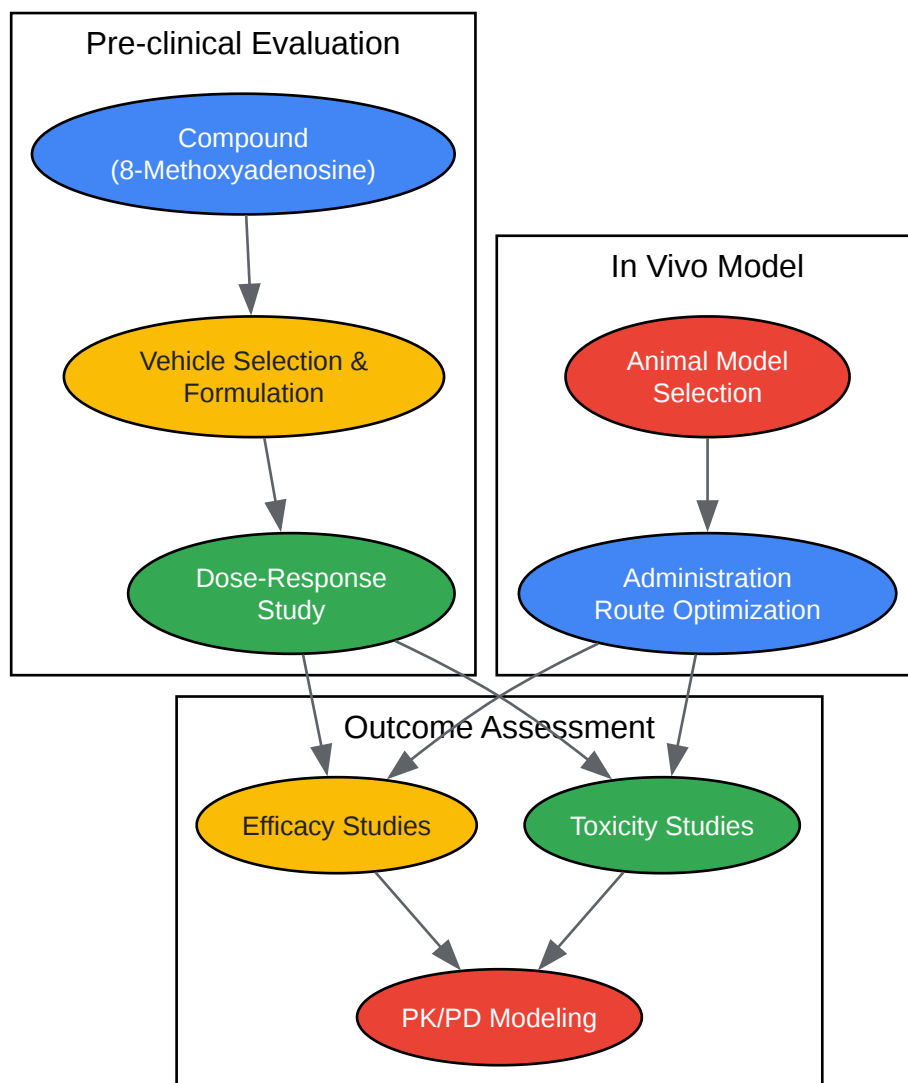 Pre-clinical Evaluation
Compound
(8-Methoxyadenosine)
Vehicle Selection &
Formulation
Dose-Response
Study
In Vivo Model
Animal Model
Selection
Administration
Route Optimization
Outcome Assessment
Efficacy Studies
Toxicity Studies
PK/PD Modeling